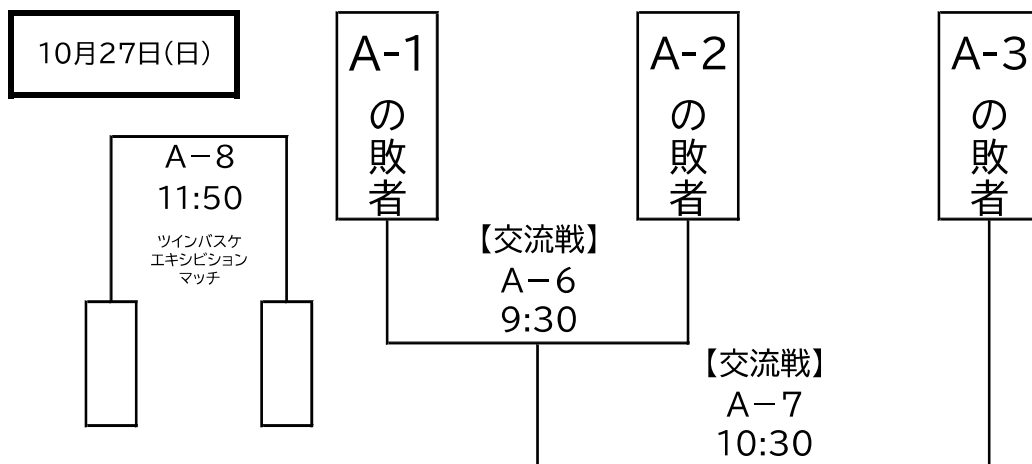 10月27日(日)
A－8
11:50
ツインバスケ
エキシビション
マッチ
A-1
の敗者
A-2
の敗者
A-3
の敗者
【交流戦】
A－6
9:30
【交流戦】
A－7
10:30